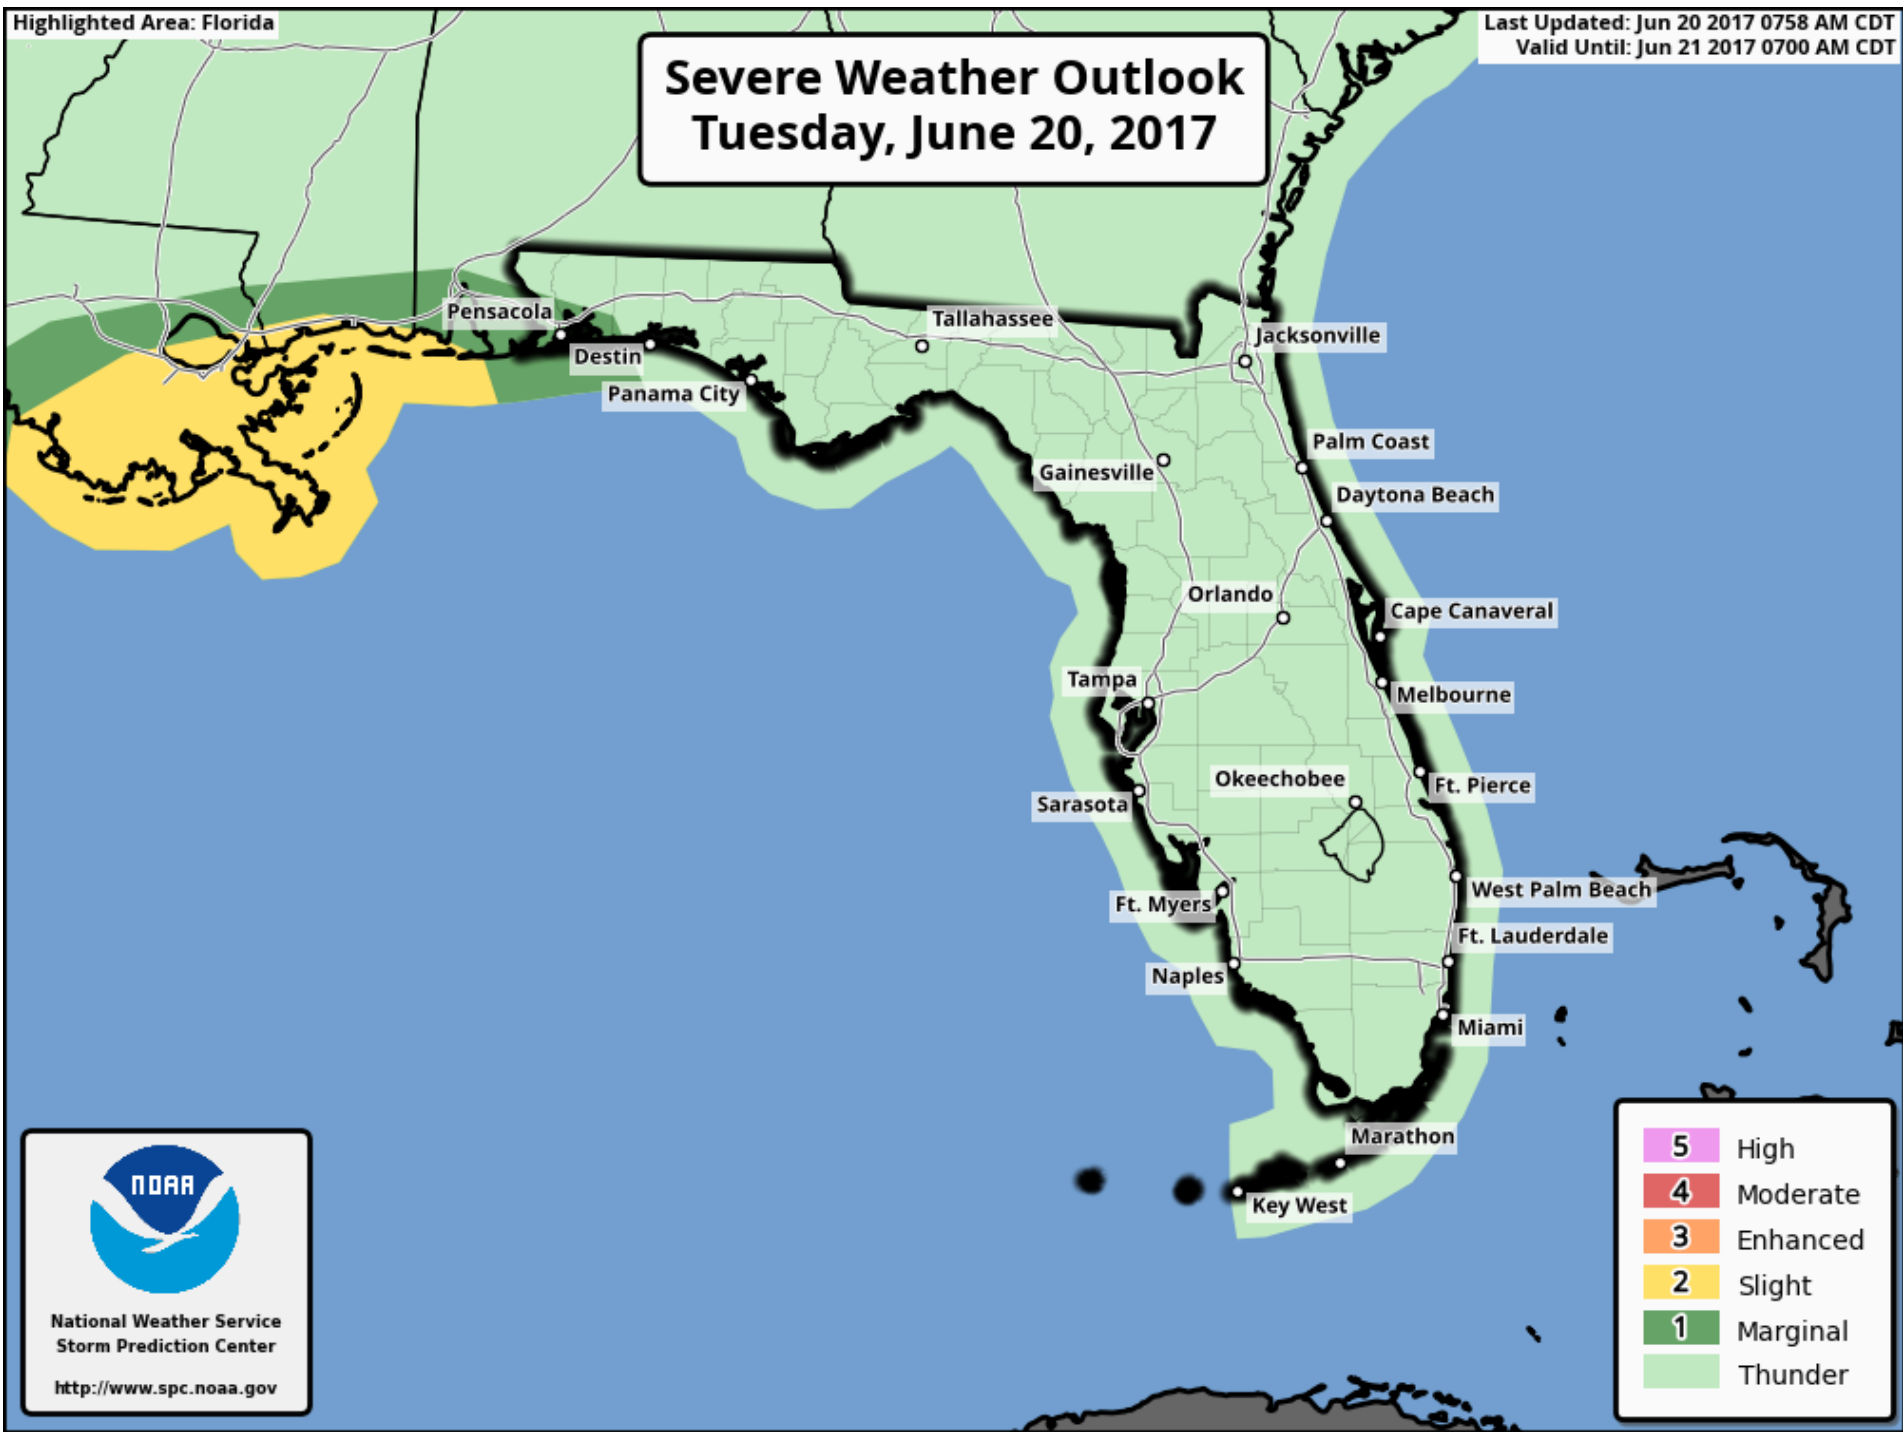 Highlighted Area: Florida
Last Updated: Jun 20 2017 0758 AM CDT
Valid Until: Jun 21 2017 0700 AM CDT
Severe Weather Outlook
Tuesday, June 20, 2017
Pensacola
Destin
Panama City
Tallahassee
Jacksonville
Palm Coast
Gainesville
Daytona Beach
Orlando
Cape Canaveral
Tampa
Melbourne
Okeechobee
Ft. Pierce
Sarasota
West Palm Beach
Ft. Myers
Ft. Lauderdale
Naples
Miami
Marathon
Key West
NOAA
National Weather Service
Storm Prediction Center
http://www.spc.noaa.gov
5 High
4 Moderate
3 Enhanced
2 Slight
1 Marginal
Thunder